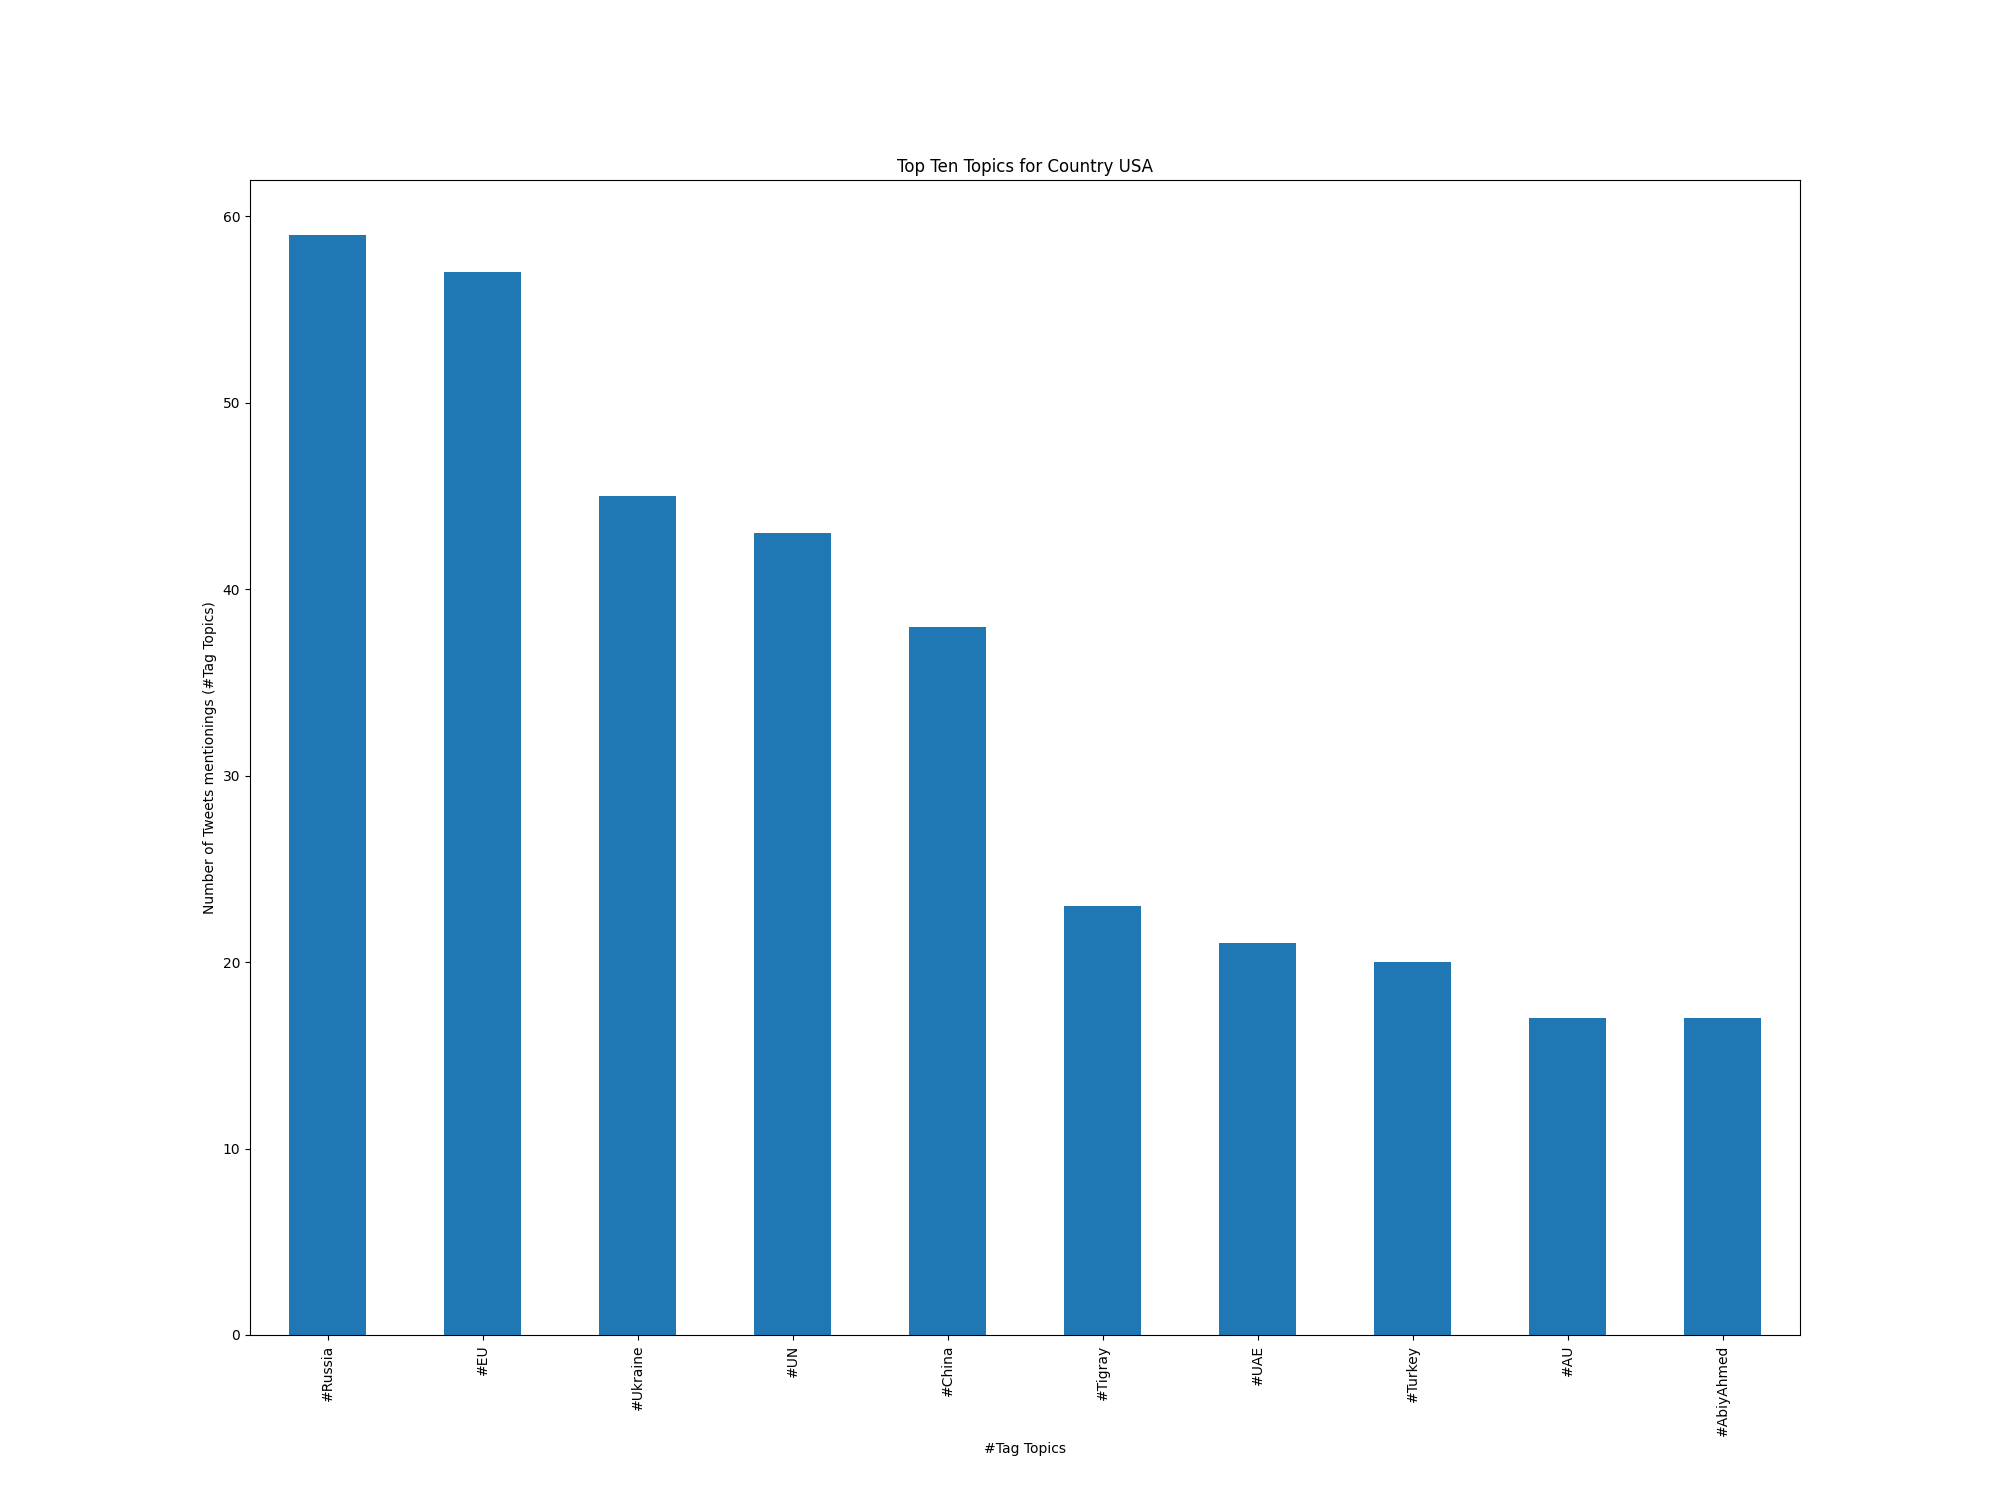 Top Ten Topics for Country USA
Number of Tweets mentionings (#Tag Topics)
60
50
40
30
20
10
0
#Russia
#EU
#Ukraine
#UN
#China
#Tigray
#UAE
#Turkey
#AU
#AbiyAhmed
#Tag Topics